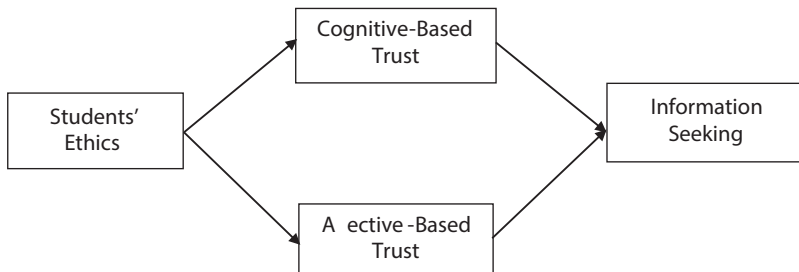 Cognitive-Based
Trust
Students’
Ethics
Information
Seeking
A ective -Based
Trust